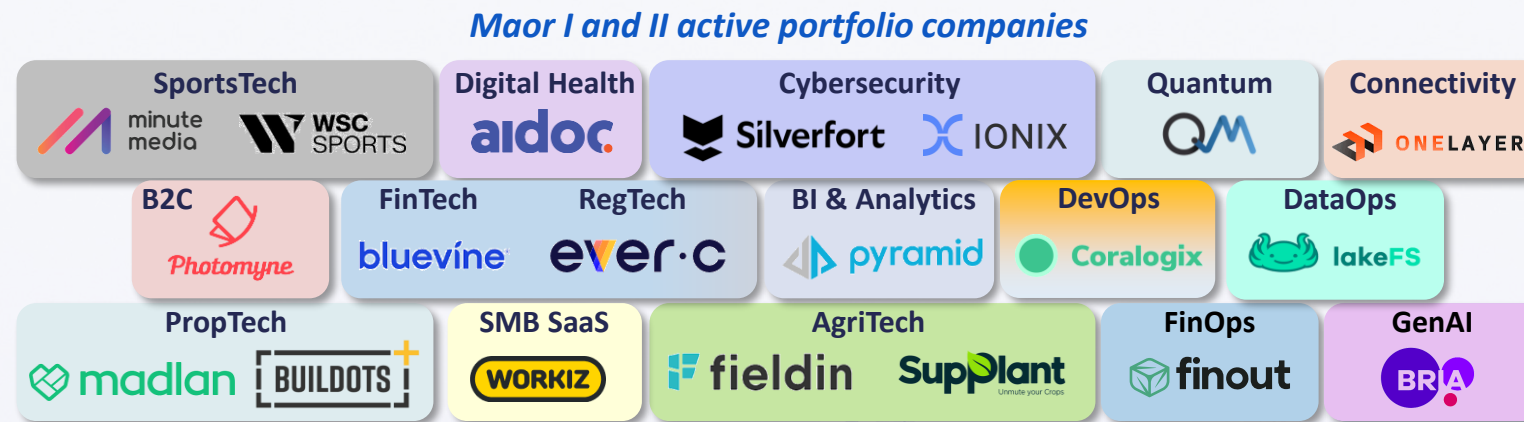 Maor I and II active portfolio companies
SportsTech
minute
media
WSC
SPORTS
Digital Health
aidoc.
Cybersecurity
Silverfort
IONIX
Quantum
QM
Connectivity
ONELAYER
B2C
Photomyne
FinTech
bluevine
RegTech
ever·c
BI & Analytics
pyramid
DevOps
Coralogix
DataOps
lakeFS
PropTech
madlan
BUILDOTS
SMB SaaS
WORKIZ
AgriTech
fieldin
SupPlant
Unmute your Crops
FinOps
finout
GenAI
BRIA